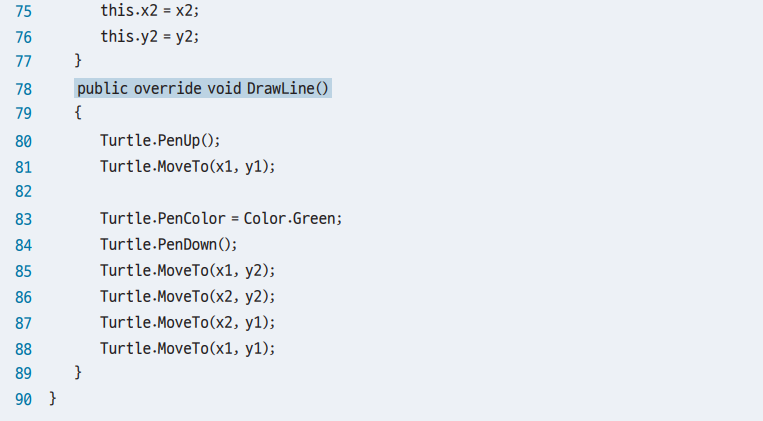 75 this.x2 = x2;
76 this.y2 = y2;
77 }
78 public override void DrawLine()
79 {
80 Turtle.PenUp();
81 Turtle.MoveTo(x1, y1);
82
83 Turtle.PenColor = Color.Green;
84 Turtle.PenDown();
85 Turtle.MoveTo(x1, y2);
86 Turtle.MoveTo(x2, y2);
87 Turtle.MoveTo(x2, y1);
88 Turtle.MoveTo(x1, y1);
89 }
90 }